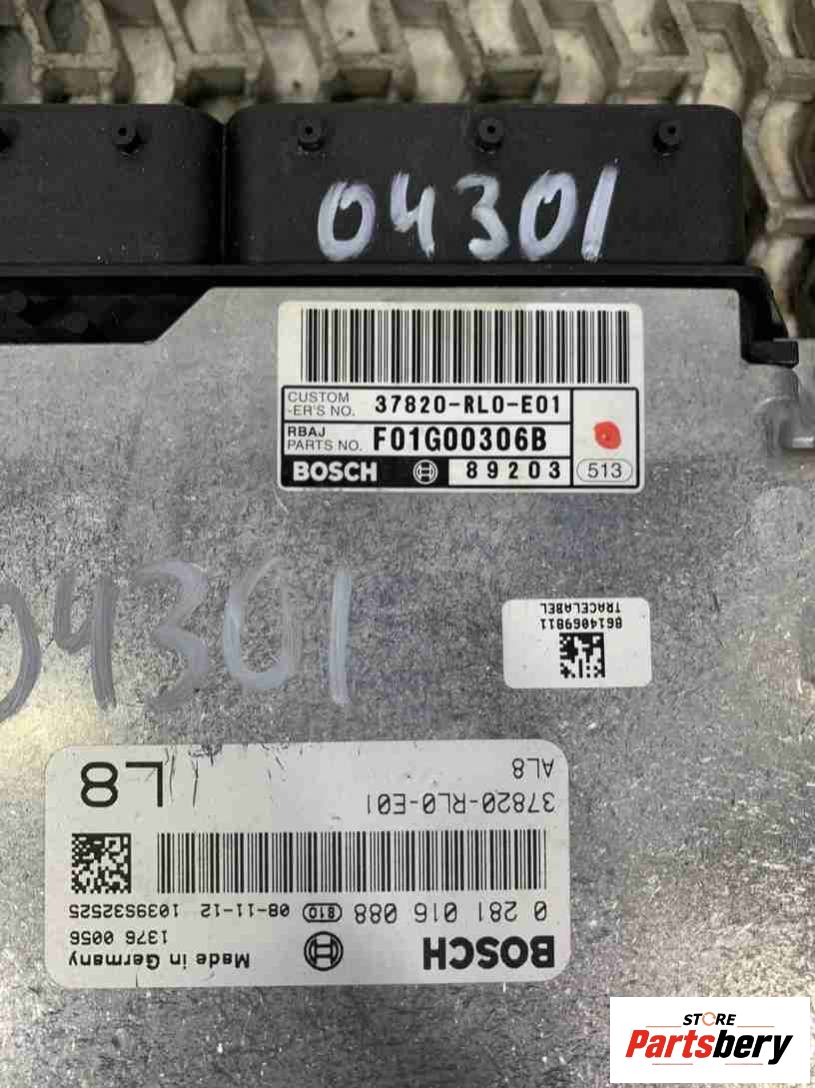 04301
CUSTOM
-ER'S NO. 37820-RL0-E01
RBAJ
PARTS NO. F01G00306B
BOSCH 89203 513
04301
TRACELABEL
8614069811
BOSCH
Made in Germany
1376 0056
0 281 016 088 810 08-11-12 1039S32525
37820-RL0-E01
AL8
L8
STORE
Partsbery